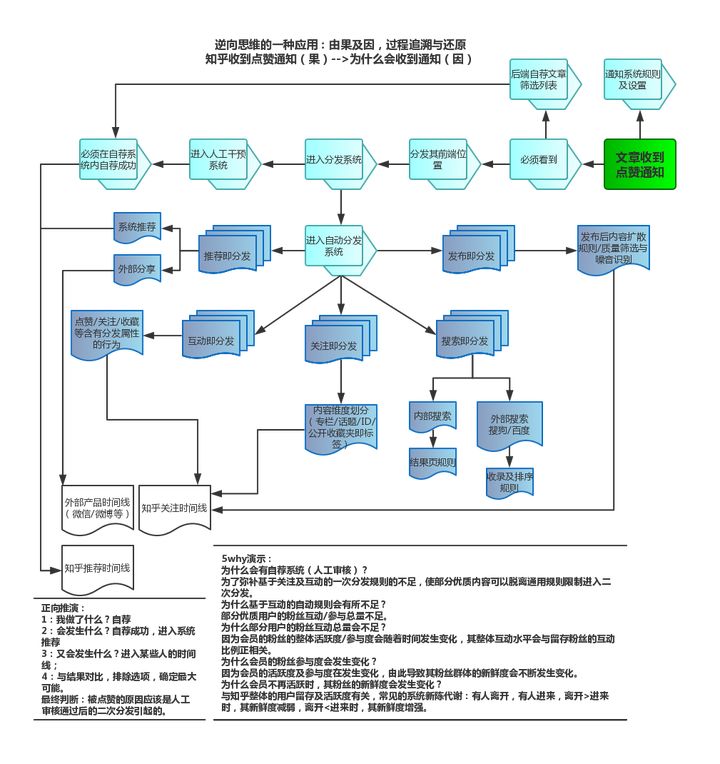 逆向思维的一种应用：由果及因，过程追溯与还原
知乎收到点赞通知（果）-->为什么会收到通知（因）
后端自荐文章
筛选列表
通知系统规则
及设置
必须在自荐系
统内自荐成功
进入人工干预
系统
进入分发系统
分发其前端位
置
必须看到
文章收到
点赞通知
系统推荐
外部分享
推荐即分发
进入自动分发
系统
发布即分发
发布后内容扩散
规则/质量筛选与
噪音识别
点赞/关注/收藏
等含有分发属性
的行为
互动即分发
关注即分发
搜索即分发
内容维度划分
（专栏/话题/ID/
公开收藏夹即标
签）
内部搜索
外部搜索
搜狗/百度
结果页规则
收录及排序
规则
外部产品时间线
（微信/微博等）
知乎关注时间线
知乎推荐时间线
正向推演：
1：我做了什么？自荐
2：会发生什么？自荐成功，进入系统
推荐
3：又会发生什么？进入某些人的时间
线；
4：与结果对比，排除选项，确定最大
可能。
最终判断：被点赞的原因应该是人工
审核通过后的二次分发引起的。
5why演示：
为什么会有自荐系统（人工审核）？
为了弥补基于关注及互动的一次分发规则的不足，使部分优质内容可以脱离通用规则限制进入二
次分发。
为什么基于互动的自动规则会有所不足？
部分优质用户的粉丝互动/参与总量不足。
为什么部分用户的粉丝互动总量会不足？
因为会员的粉丝的整体活跃度/参与度会随着时间发生变化，其整体互动水平会与留存粉丝的互动
比例正相关。
为什么会员的粉丝参与度会发生变化？
因为会员的活跃度及参与度在发生变化，由此导致其粉丝群体的新鲜度会不断发生变化。
为什么会员不再活跃时，其粉丝的新鲜度会发生变化？
与知乎整体的用户留存及活跃度有关，常见的系统新陈代谢：有人离开，有人进来，离开>进来
时，其新鲜度减弱，离开<进来时，其新鲜度增强。